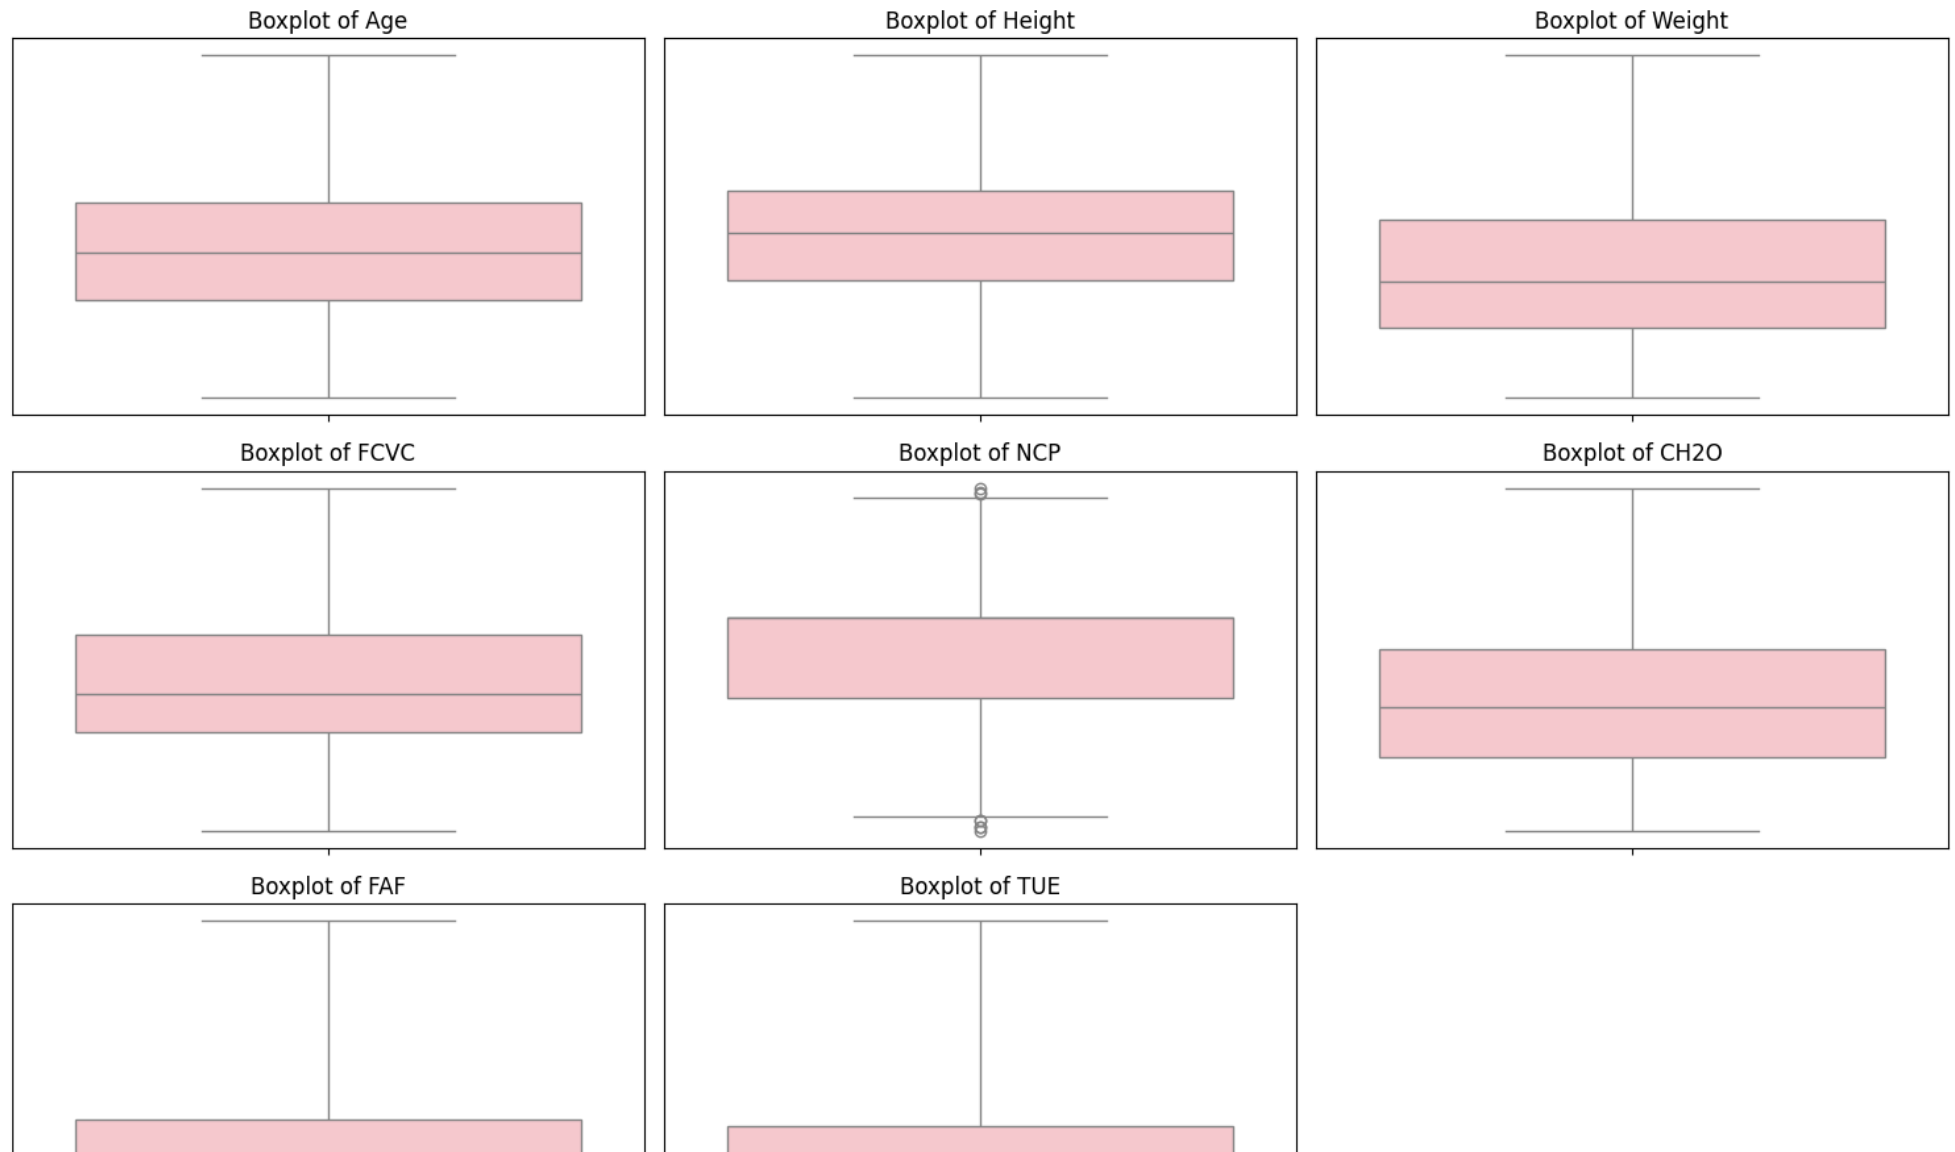 Boxplot of Age
Boxplot of Height
Boxplot of Weight
Boxplot of FCVC
Boxplot of NCP
Boxplot of CH2O
Boxplot of FAF
Boxplot of TUE